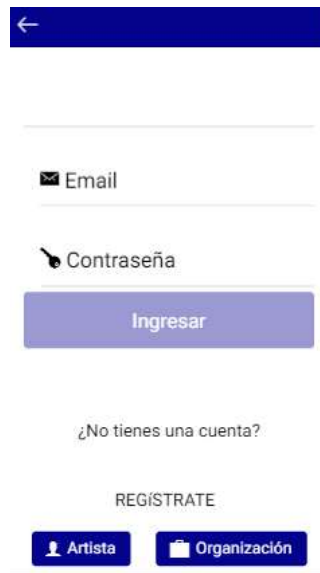 Email
Contraseña
Ingresar
¿No tienes una cuenta?
REGíSTRATE
Artista
Organización